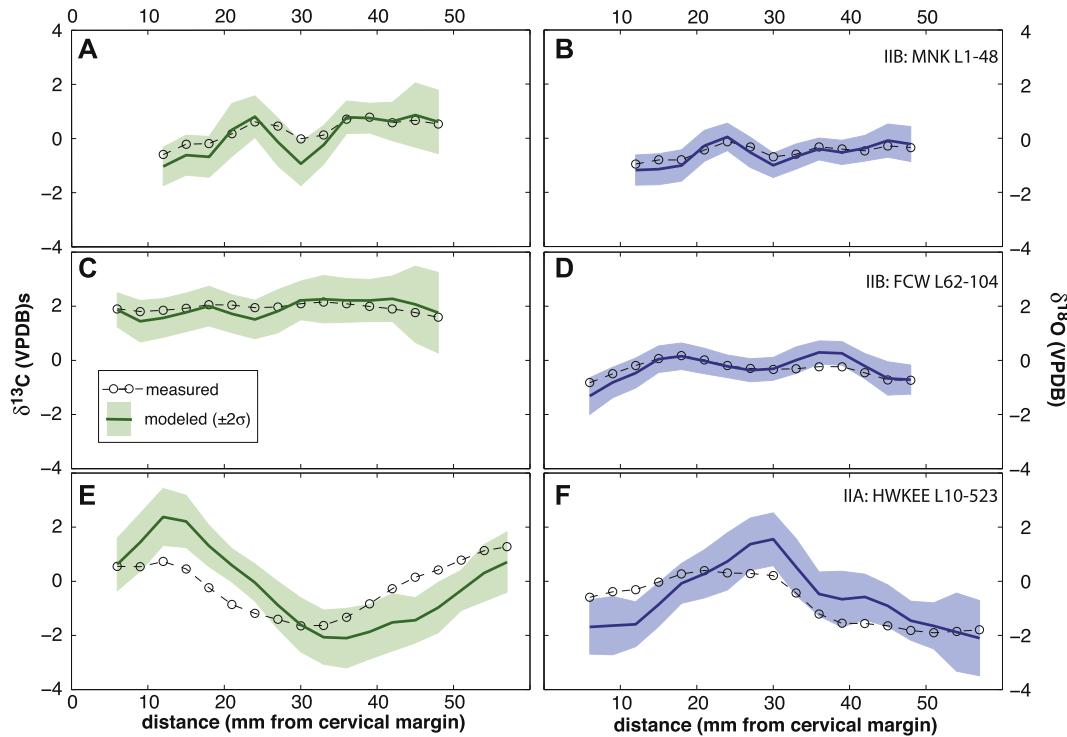 0 10 20 30 40 50 10 20 30 40 50
4 A B IIB: MNK L1-48 4
2 2
0 0
−2 −2
−4 −4
C D IIB: FCW L62-104
2 2
0 0
−2 −2
−4 −4
measured
modeled (±2σ)
E F IIA: HWKEE L10-523
2 2
0 0
−2 −2
−4 −4
0 10 20 30 40 50 10 20 30 40 50
distance (mm from cervical margin) distance (mm from cervical margin)
δ13C (VPDB)s
δ18O (VPDB)